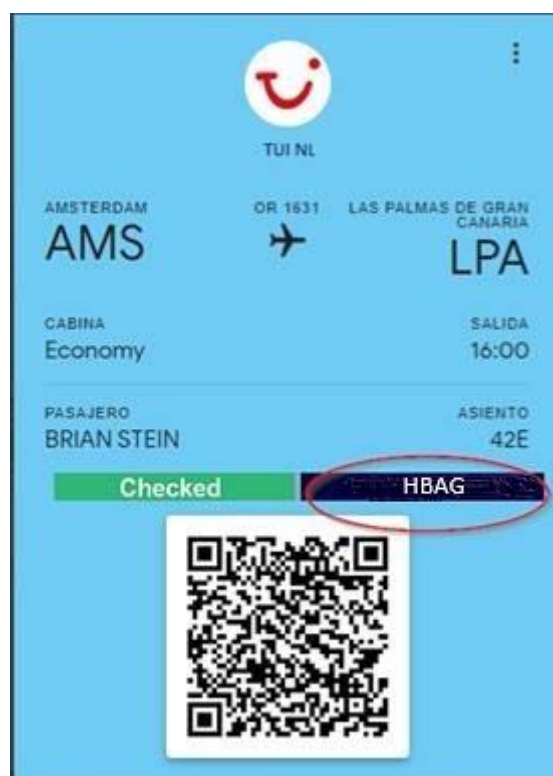 TUI NL
AMSTERDAM OR 1631 LAS PALMAS DE GRAN
CANARIA
AMS LPA
CABINA SALIDA
Economy 16:00
PASAJERO ASIENTO
BRIAN STEIN 42E
Checked HBAG